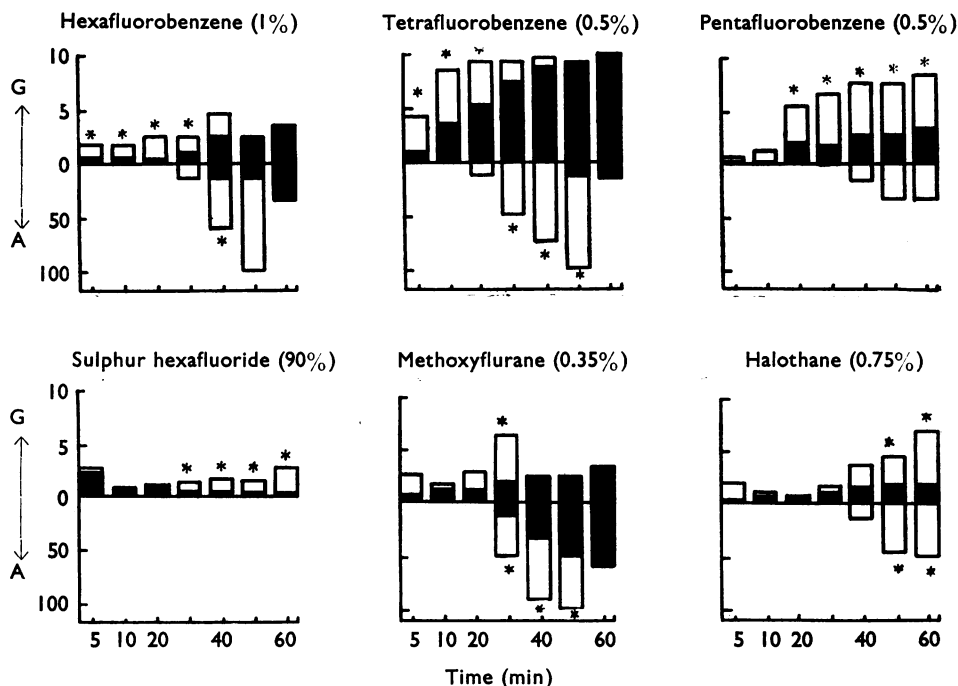 Hexafluorobenzene (1%) Tetrafluorobenzene (0.5%) Pentafluorobenzene (0.5%)
10
G
5
0
50
A
100
* * * * *
* * * * * *
* * * * *
Sulphur hexafluoride (90%) Methoxyflurane (0.35%) Halothane (0.75%)
10
G
5
0
50
A
100
* * * *
* * * *
* * * *
5 10 20 40 60 5 10 20 40 60 5 10 20 40 60
Time (min)